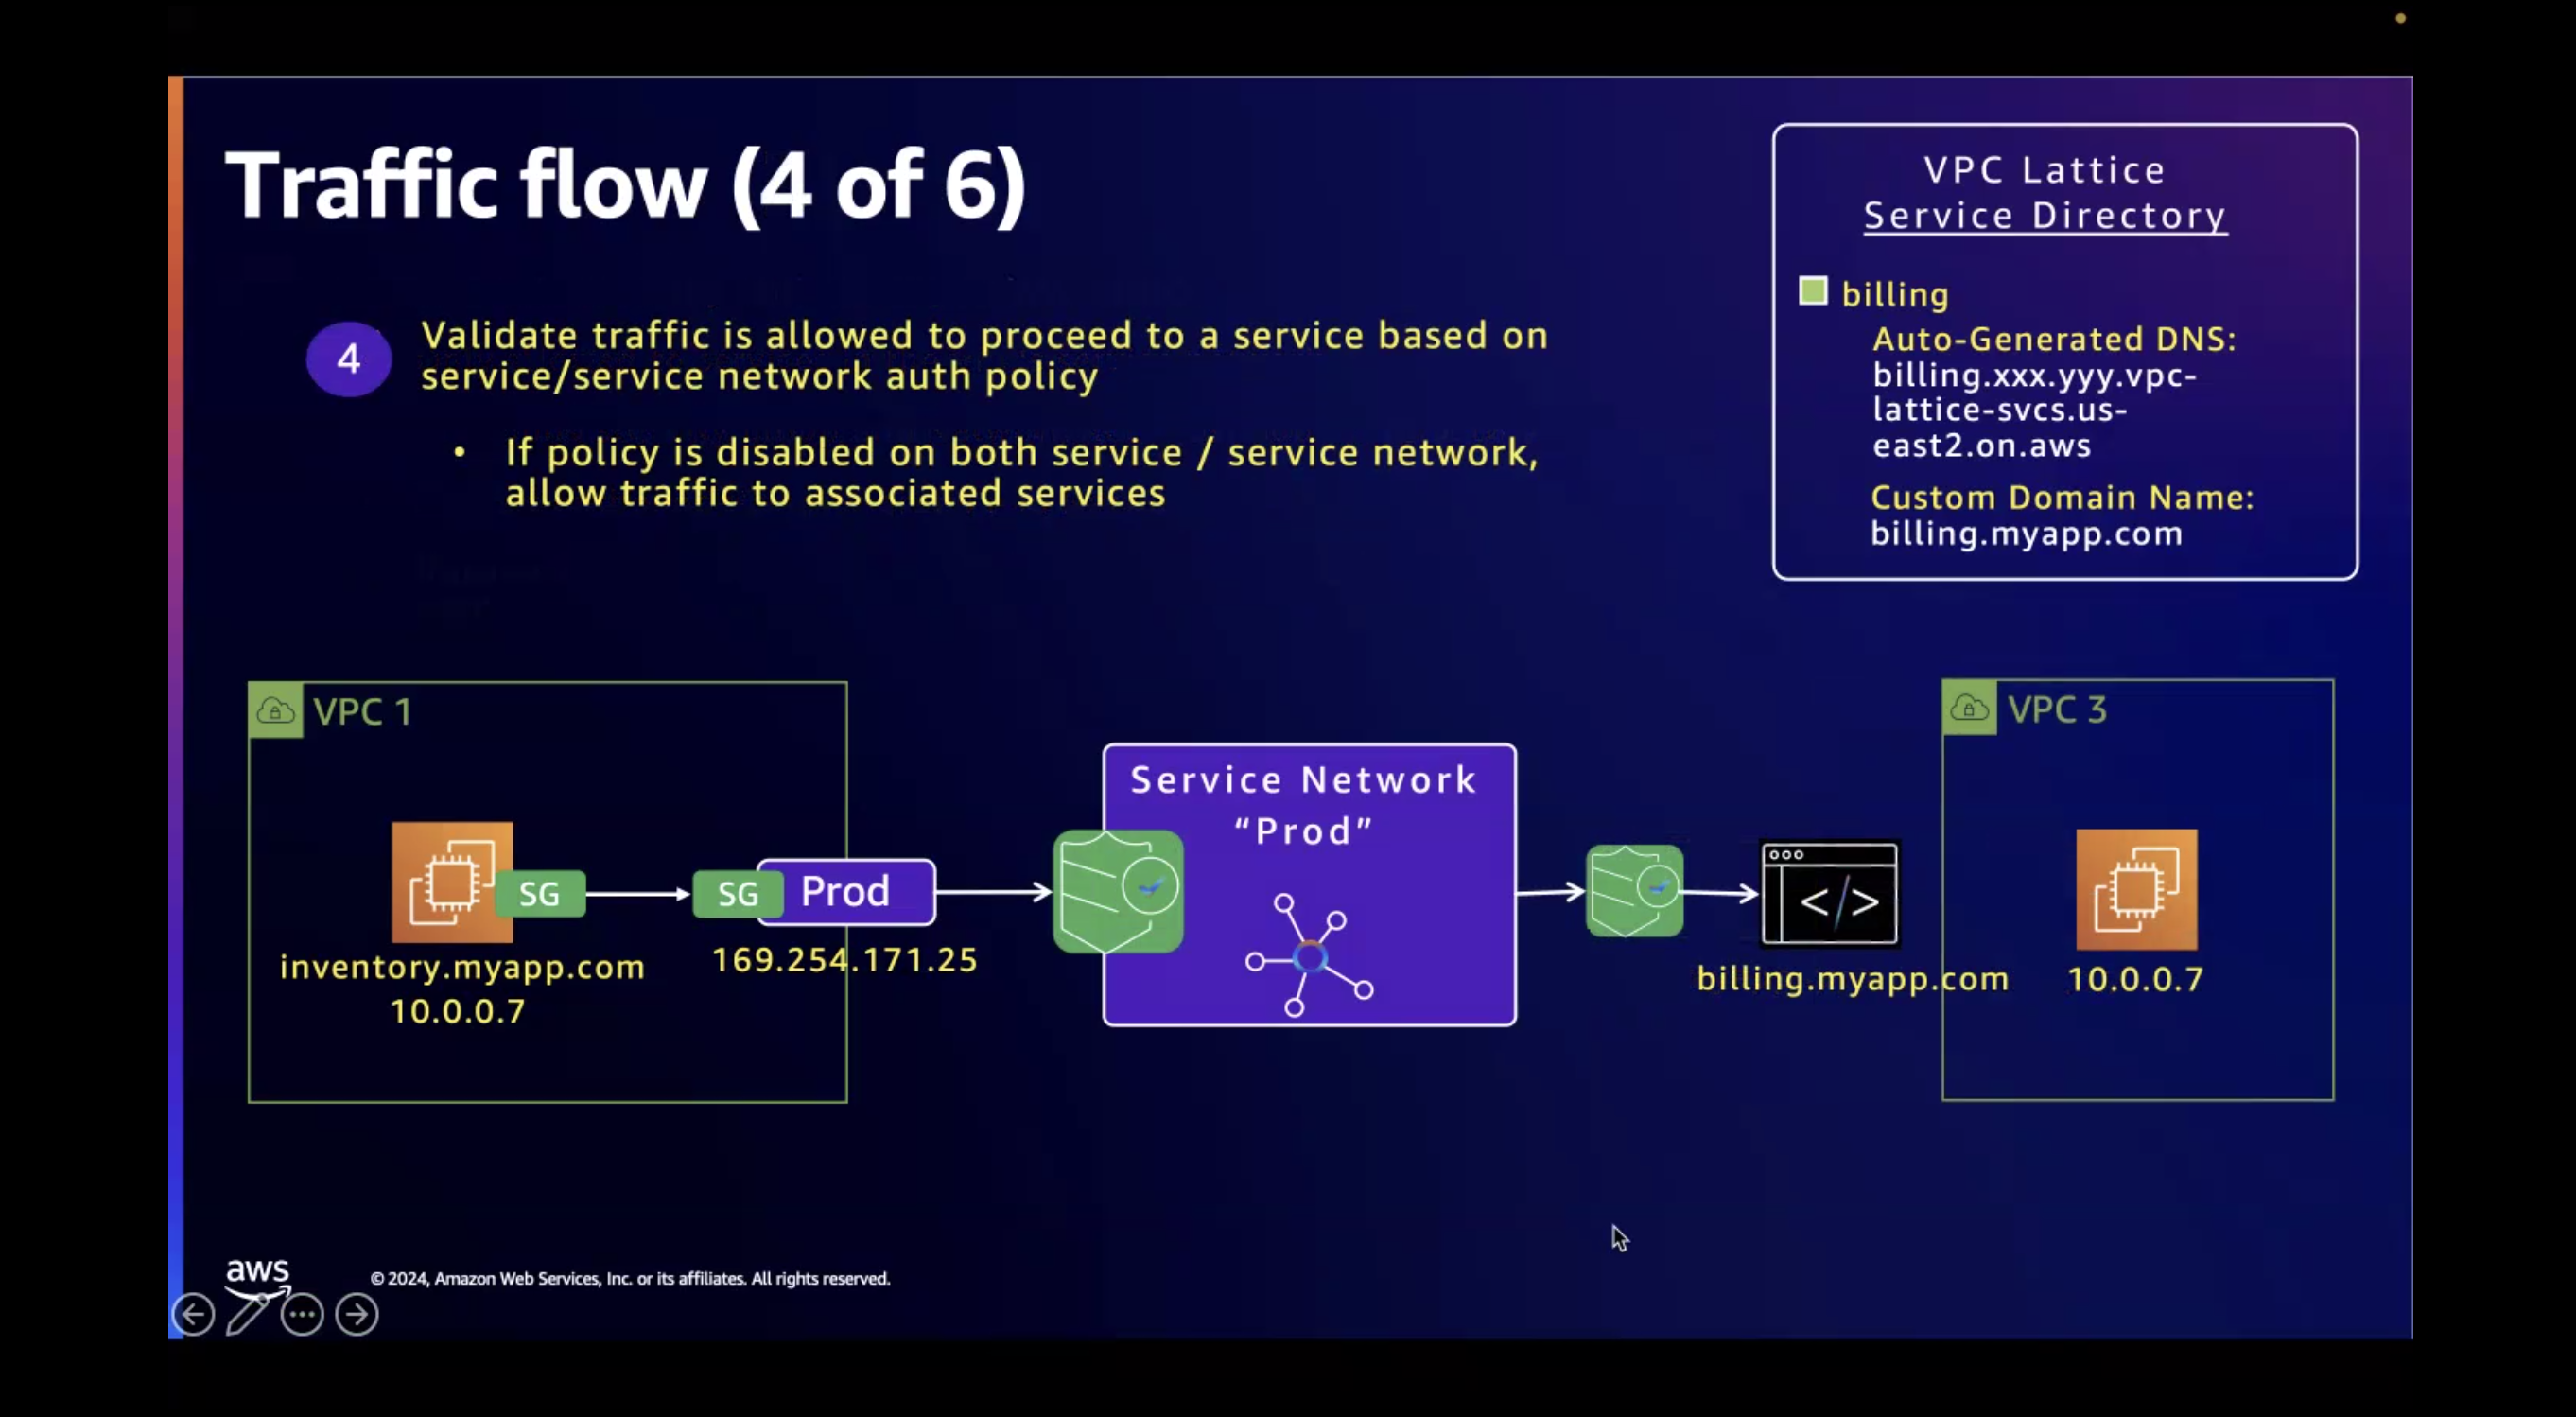 Traffic flow (4 of 6)
4
Validate traffic is allowed to proceed to a service based on
service/service network auth policy
• If policy is disabled on both service / service network,
allow traffic to associated services
VPC Lattice
Service Directory
billing
Auto-Generated DNS:
billing.xxx.yyy.vpc-
lattice-svcs.us-
east2.on.aws
Custom Domain Name:
billing.myapp.com
VPC 1
SG
SG
Prod
inventory.myapp.com
10.0.0.7
169.254.171.25
Service Network
“Prod”
</>
billing.myapp.com
VPC 3
10.0.0.7
aws
© 2024, Amazon Web Services, Inc. or its affiliates. All rights reserved.